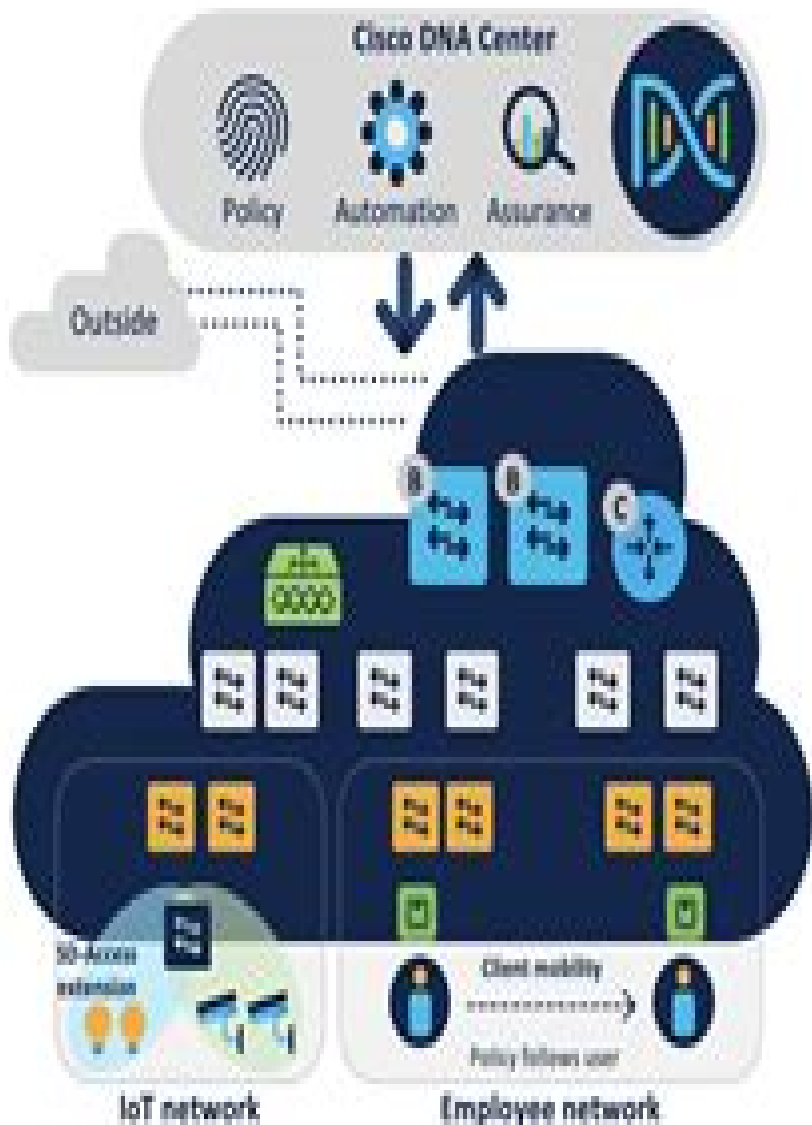 Cisco DNA Center
Policy
Automation
Assurance
Outside
B
B
C
SD-Access
extension
Client mobility
Policy follows user
IoT network
Employee network